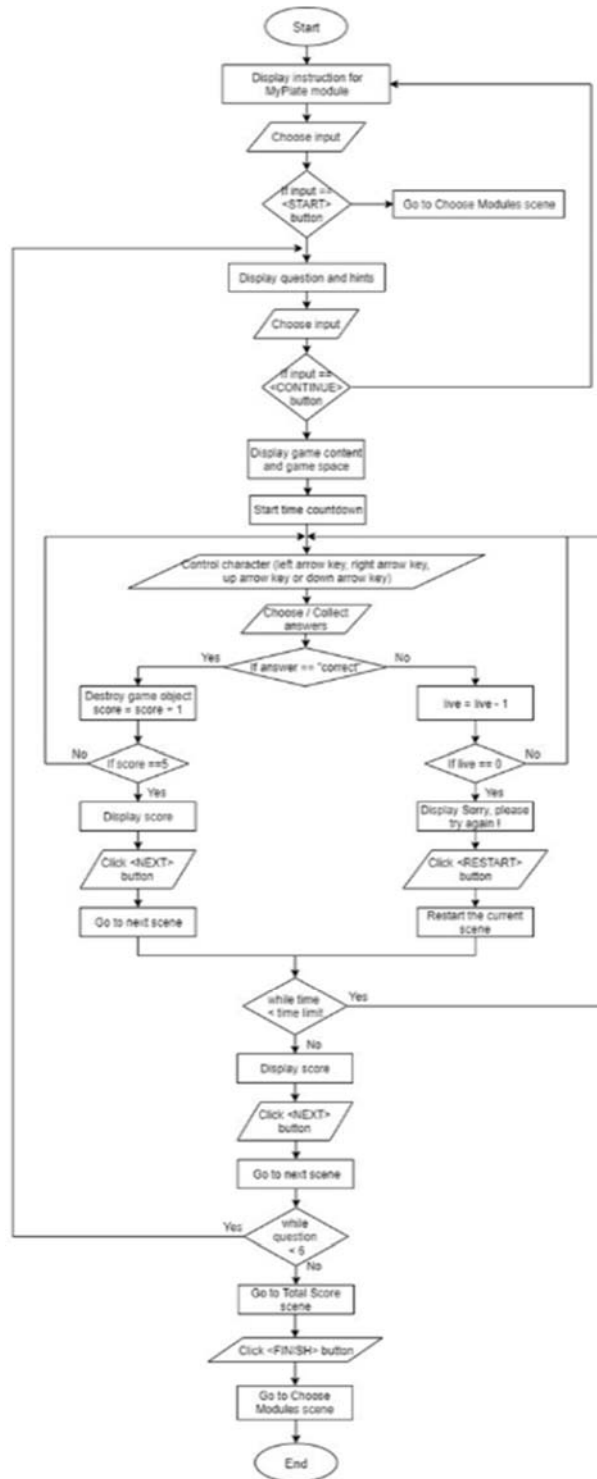 Start
Display instruction for
MyPlate module
Choose input
If input ==
<START>
button
Go to Choose Modules scene
Display question and hints
Choose input
If input ==
<CONTINUE>
button
Display game content
and game space
Start time countdown
Control character (left arrow key, right arrow key,
up arrow key or down arrow key)
Choose / Collect
answers
Yes
If answer == "correct"
No
Destroy game object
score = score + 1
live = live - 1
No
If score ==5
If live == 0
No
Yes
Yes
Display score
Display Sorry, please
try again !
Click <NEXT>
button
Click <RESTART>
button
Go to next scene
Restart the current
scene
while time
< time limit
Yes
No
Display score
Click <NEXT>
button
Go to next scene
Yes
while
question
No
Go to Total Score
scene
Click <FINISH> button
Go to Choose
Modules scene
End